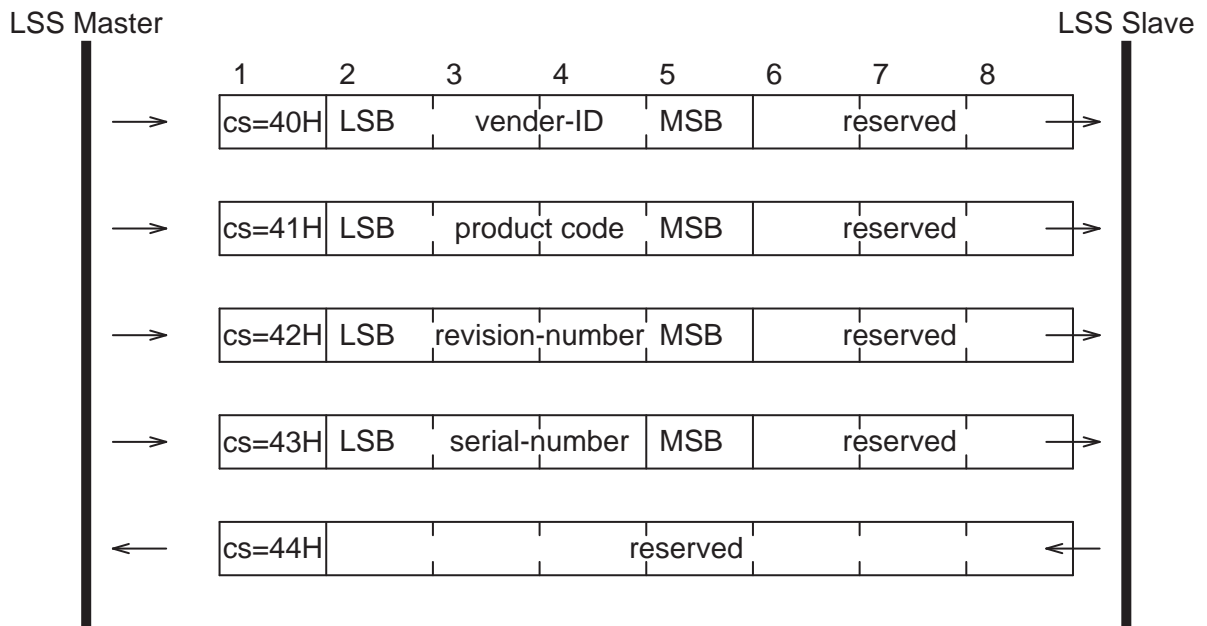 LSS Master LSS Slave
1 2 3 4 5 6 7 8
cs=40H LSB vender-ID MSB reserved
cs=41H LSB product code MSB reserved
cs=42H LSB revision-number MSB reserved
cs=43H LSB serial-number MSB reserved
cs=44H reserved